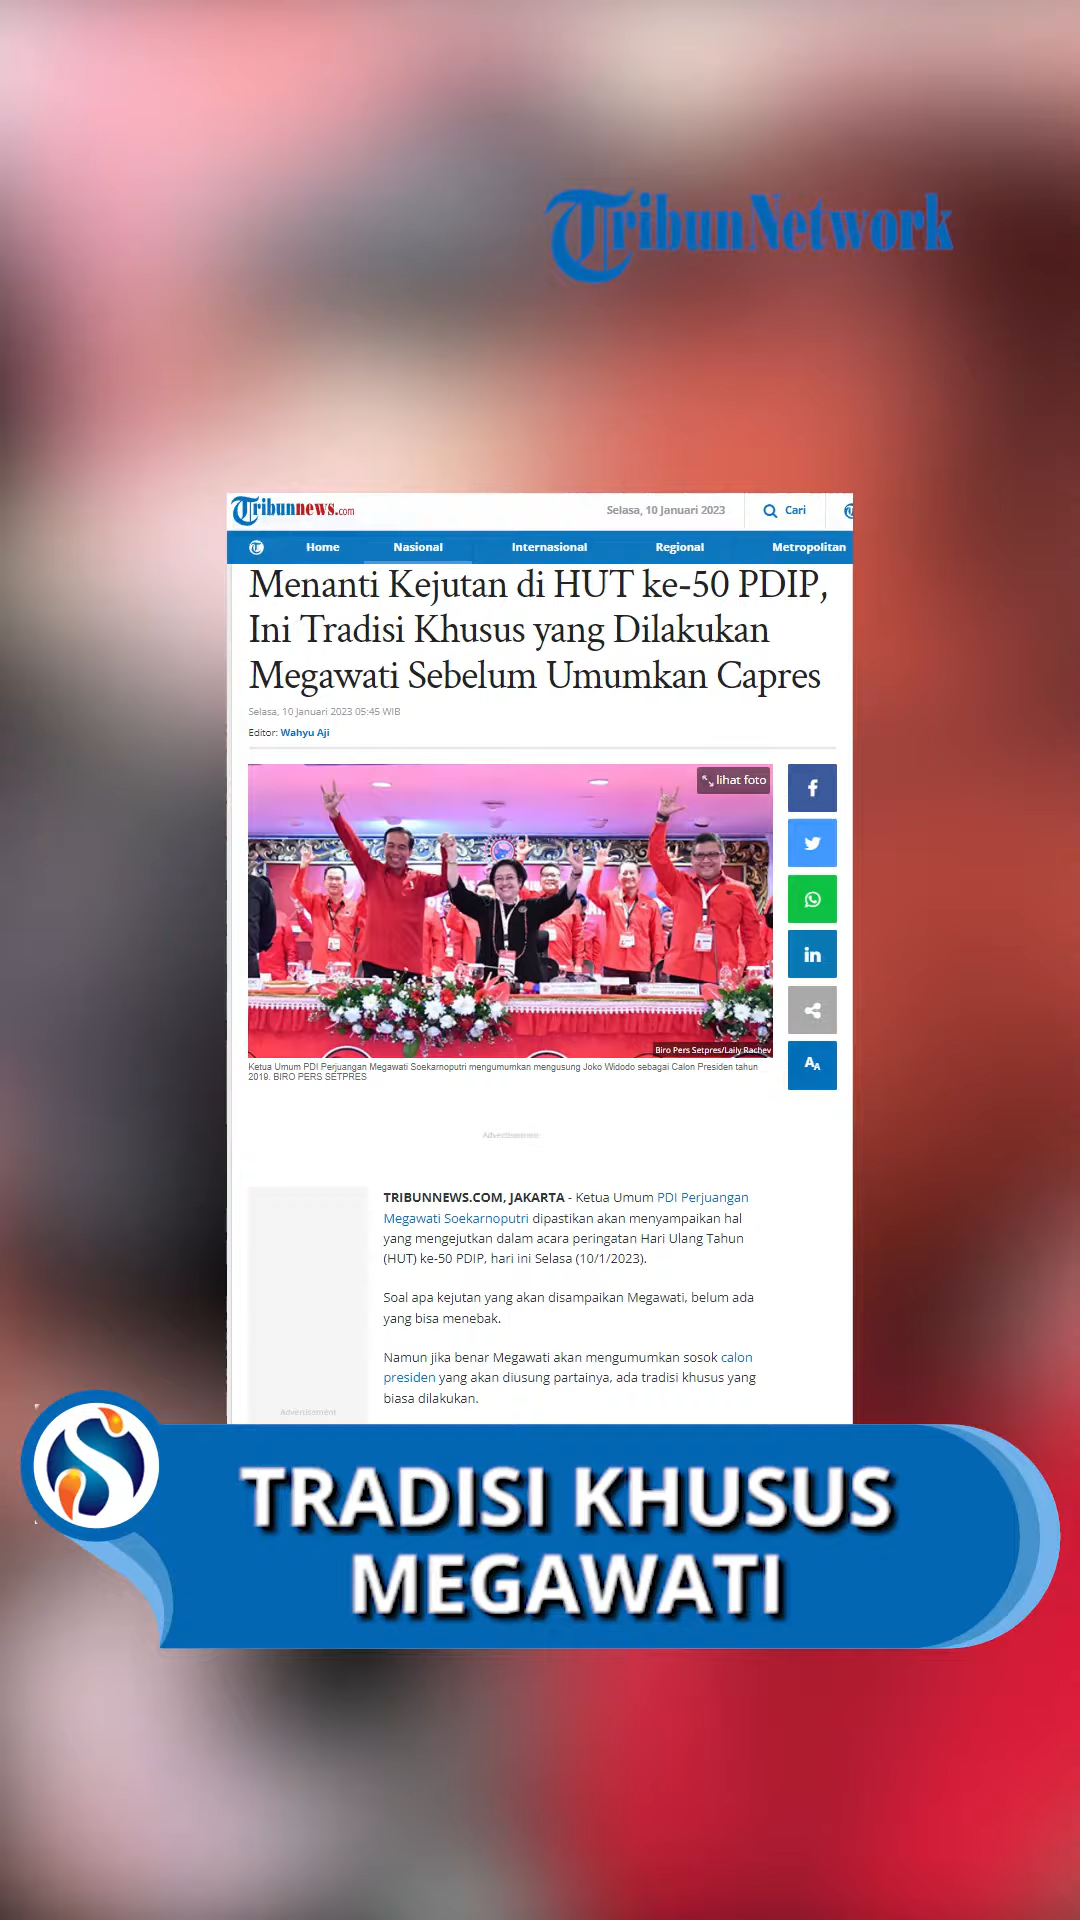 TribunNetwork
Tribunnews.com
Selasa, 10 Januari 2023
Cari
Home Nasional Internasional Regional Metropolitan
Menanti Kejutan di HUT ke-50 PDIP,
Ini Tradisi Khusus yang Dilakukan
Megawati Sebelum Umumkan Capres
Selasa, 10 Januari 2023 05:45 WIB
Editor: Wahyu Aji
lihat foto
Biro Pers Setpres/Laily Rachev
Ketua Umum PDI Perjuangan Megawati Soekarnoputri mengumumkan mengusung Joko Widodo sebagai Calon Presiden tahun
2019. BIRO PERS SETPRES
Advertisement
TRIBUNNEWS.COM, JAKARTA - Ketua Umum PDI Perjuangan
Megawati Soekarnoputri dipastikan akan menyampaikan hal
yang mengejutkan dalam acara peringatan Hari Ulang Tahun
(HUT) ke-50 PDIP, hari ini Selasa (10/1/2023).
Soal apa kejutan yang akan disampaikan Megawati, belum ada
yang bisa menebak.
Namun jika benar Megawati akan mengumumkan sosok calon
presiden yang akan diusung partainya, ada tradisi khusus yang
biasa dilakukan.
Advertisement
TRADISI KHUSUS
MEGAWATI